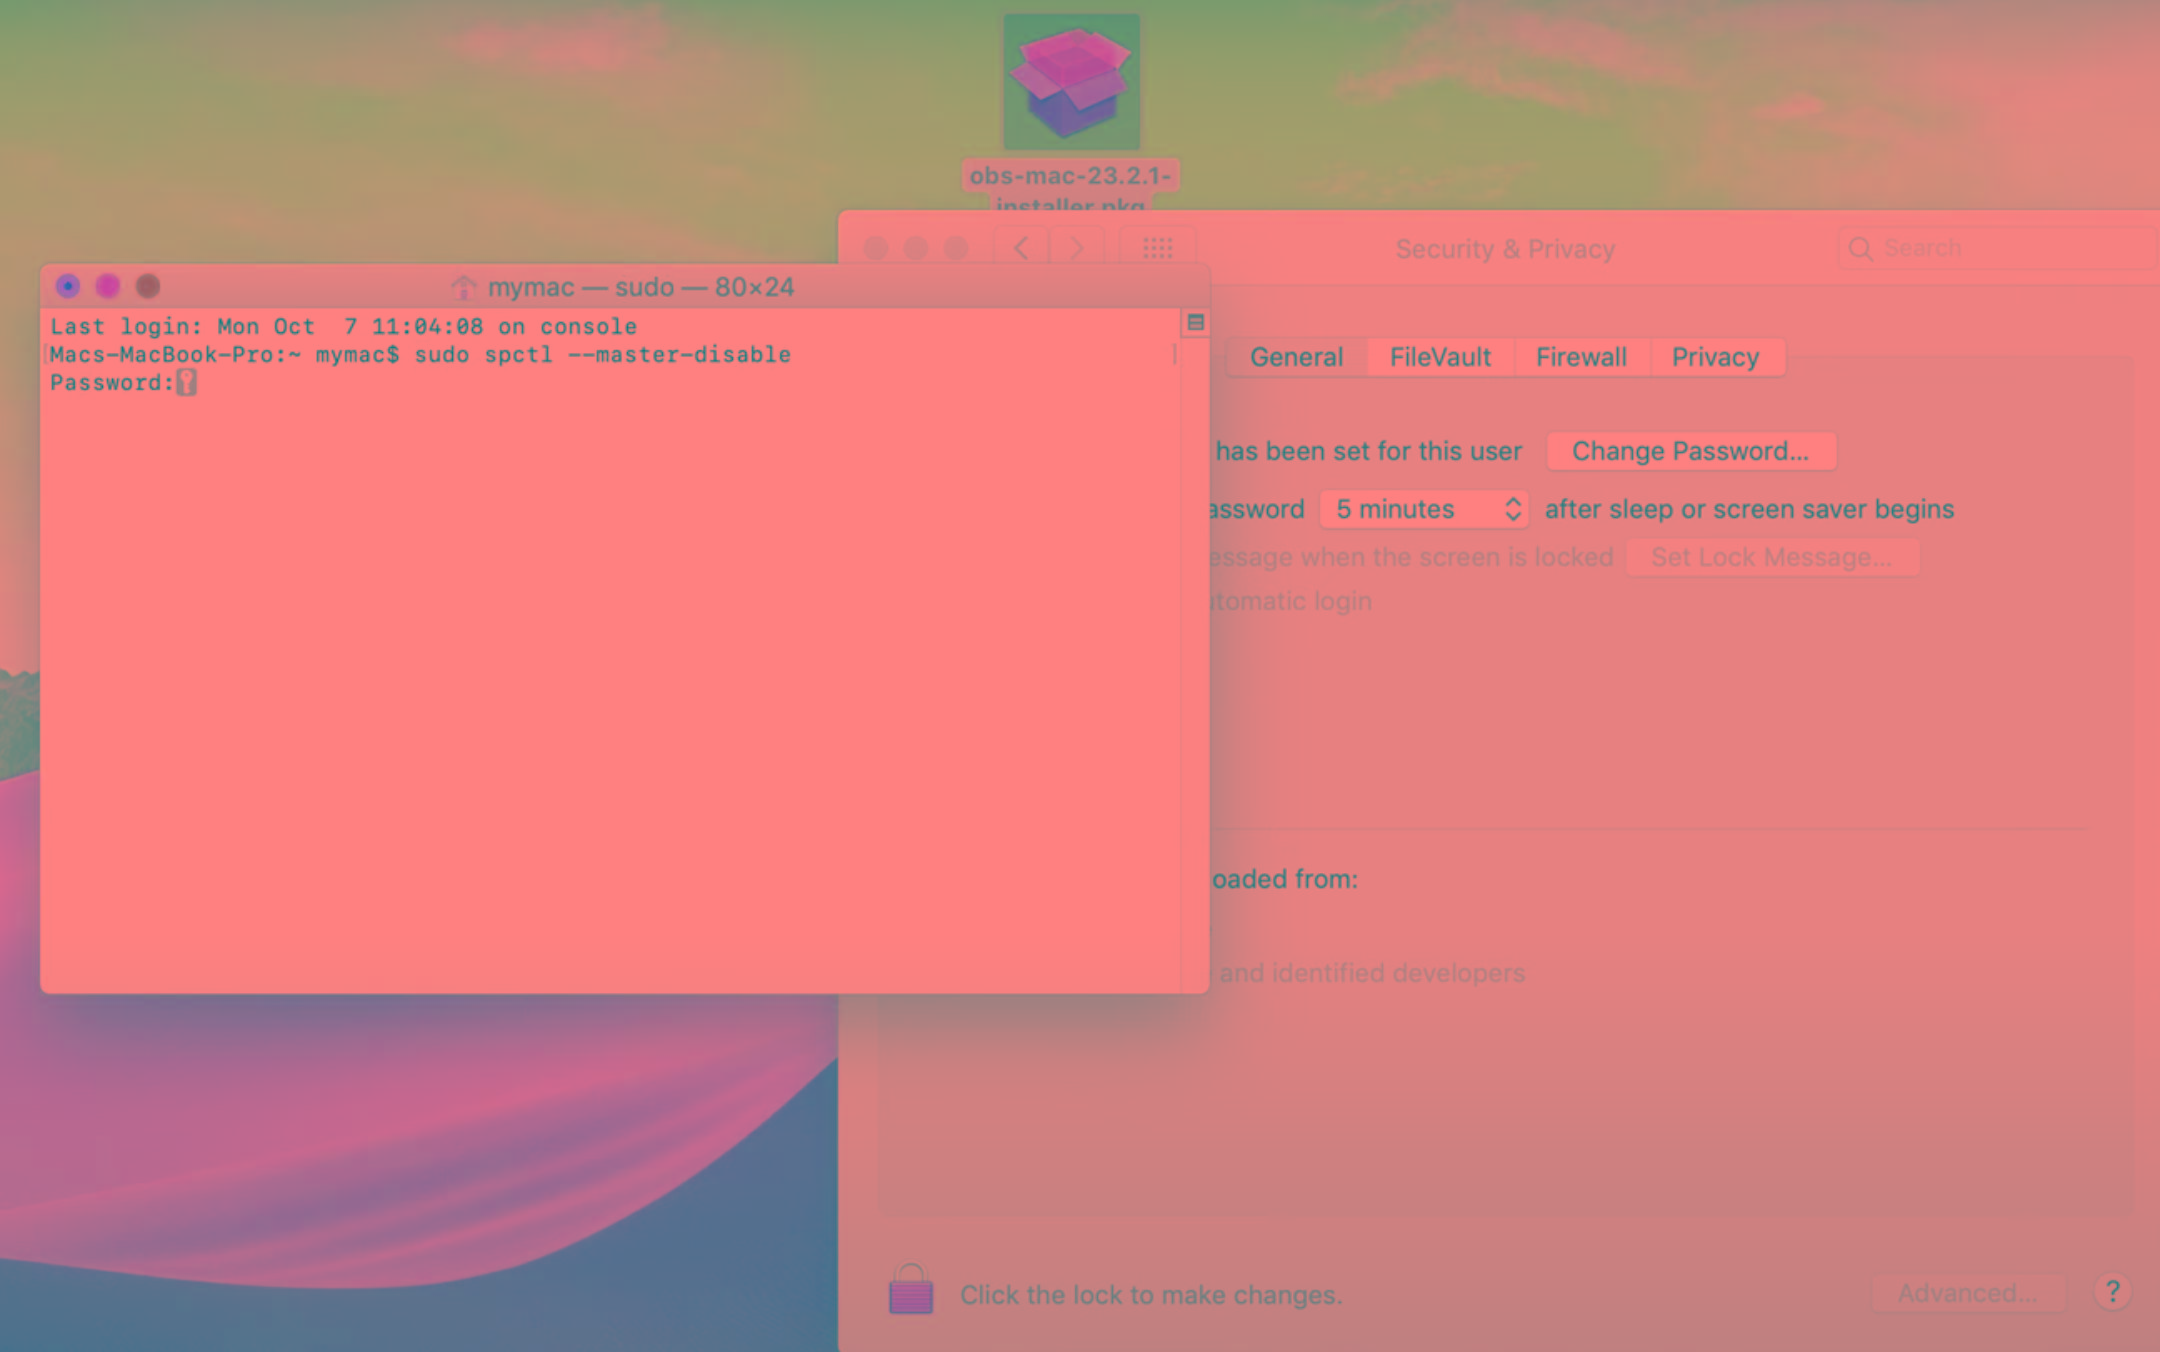 obs-mac-23.2.1-
installer.pkg
Security & Privacy
Search
mymac — sudo — 80×24
Last login: Mon Oct  7 11:04:08 on console
Macs-MacBook-Pro:~ mymac$ sudo spctl --master-disable
Password:
General
FileVault
Firewall
Privacy
has been set for this user
Change Password...
assword
5 minutes
after sleep or screen saver begins
essage when the screen is locked
Set Lock Message...
utomatic login
oaded from:
and identified developers
Click the lock to make changes.
Advanced...
?